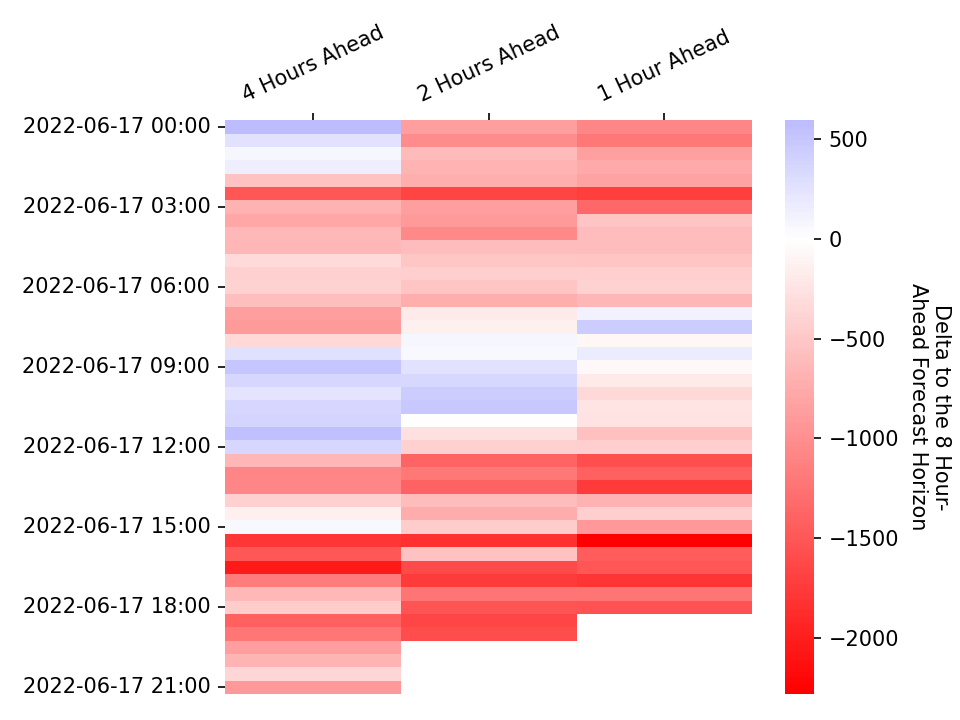 4 Hours Ahead
2 Hours Ahead
1 Hour Ahead
2022-06-17 00:00
2022-06-17 03:00
2022-06-17 06:00
2022-06-17 09:00
2022-06-17 12:00
2022-06-17 15:00
2022-06-17 18:00
2022-06-17 21:00
500
0
−500
−1000
−1500
−2000
Delta to the 8 Hour-
Ahead Forecast Horizon